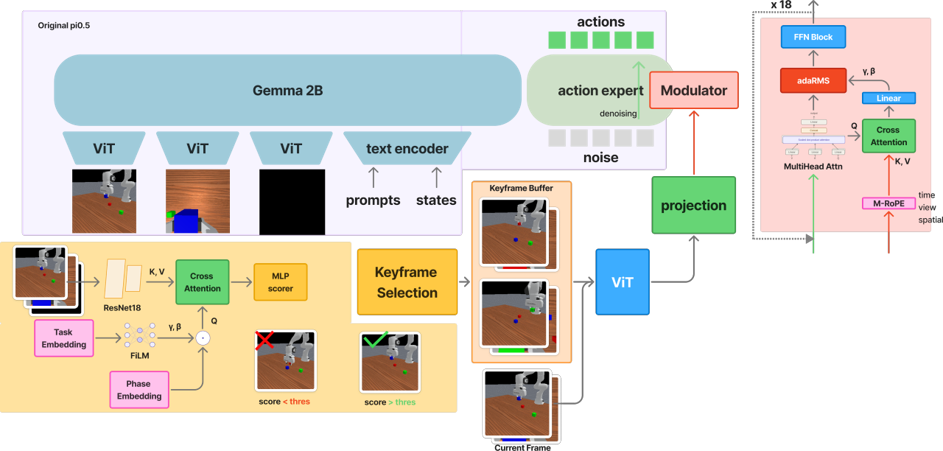 Original pi0.5
actions
Gemma 2B
action expert
denoising
noise
Modulator
ViT
ViT
ViT
text encoder
prompts
states
Keyframe Buffer
projection
Keyframe
Selection
ViT
Current Frame
ResNet18
K, V
Cross
Attention
MLP
scorer
Task
Embedding
FiLM
γ, β
Q
Phase
Embedding
score < thres
score > thres
x 18
FFN Block
adaRMS
γ, β
Linear
Q
Cross
Attention
MultiHead Attn
K, V
M-RoPE
time
view
spatial